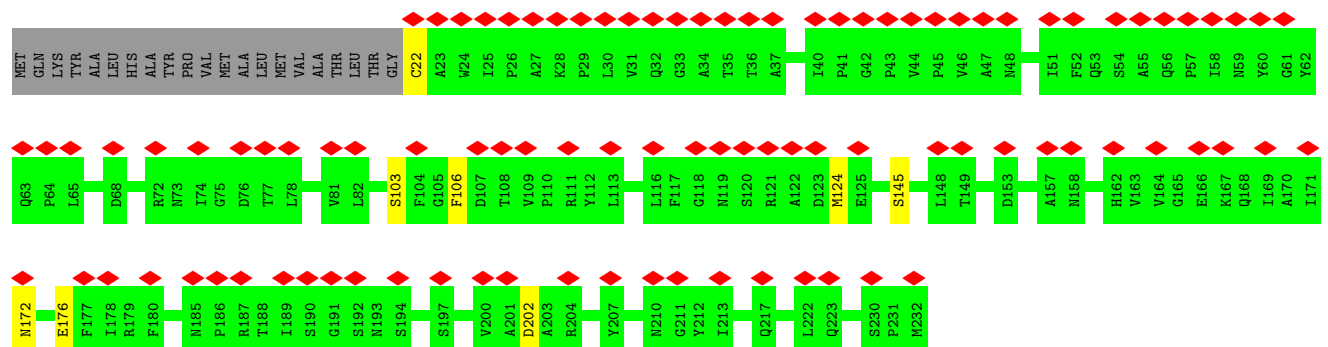 MET GLN LYS TYR ALA LEU HIS ALA TYR PRO VAL MET ALA LEU MET VAL ALA THR LEU THR GLY C22 A23 W24 I25 P26 A27 K28 P29 L30 V31 Q32 G33 A34 T35 T36 A37 I40 P41 G42 P43 V44 P45 V46 A47 N48 I51 F52 Q53 S54 A55 Q56 P57 I58 N59 Y60 G61 Y62
Q63 P64 L65 D68 R72 N73 I74 G75 D76 T77 L78 V81 L82 S103 F104 G105 F106 D107 T108 V109 P110 R111 Y112 L113 L116 F117 G118 N119 S120 R121 A122 D123 M124 E125 S145 L148 T149 D153 A157 N158 H162 V163 V164 G165 E166 K167 Q168 I169 A170 I171
N172 E176 F177 I178 R179 F180 N185 P186 R187 T188 I189 S190 G191 S192 N193 S194 S197 V200 A201 D202 A203 R204 Y207 N210 G211 Y212 I213 Q217 L222 Q223 S230 P231 M232